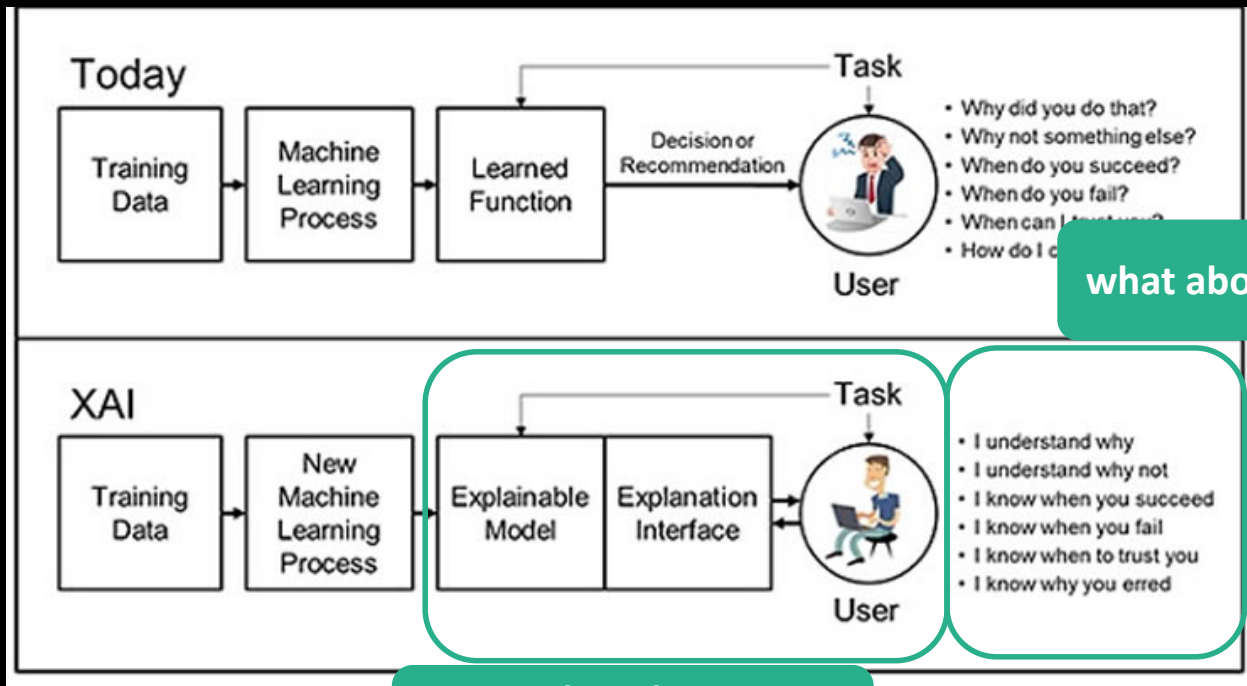 Today
Task
Training
Data
Machine
Learning
Process
Learned
Function
Decision or
Recommendation
User
• Why did you do that?
• Why not something else?
• When do you succeed?
• When do you fail?
• When can I
• How do I
what
XAI
Task
Training
Data
New
Machine
Learning
Process
Explainable
Model
Explanation
Interface
User
• I understand why
• I understand why not
• I know when you succeed
• I know when you fail
• I know when to trust you
• I know why you erred